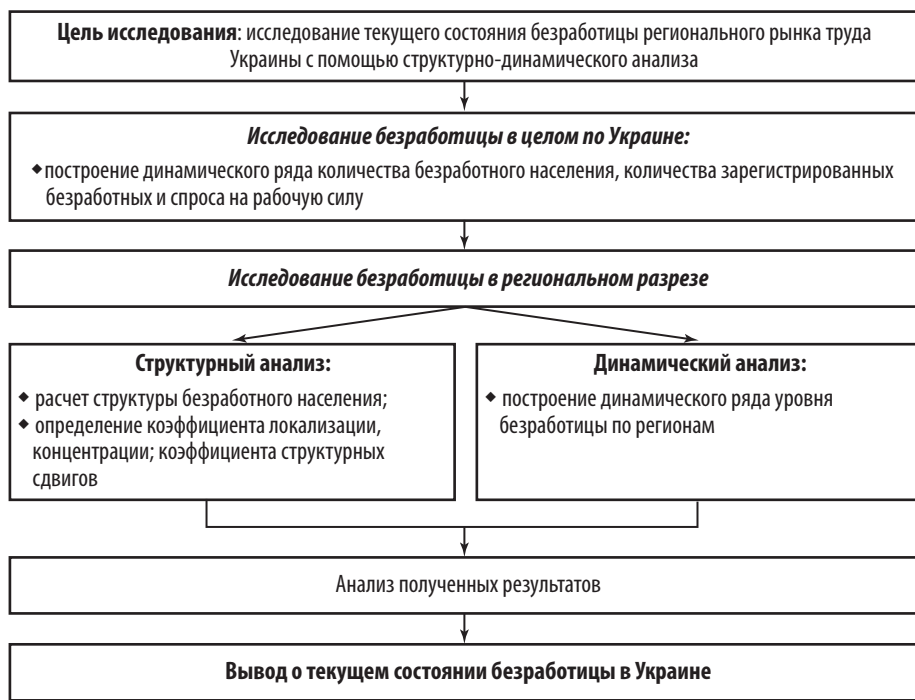 Цель исследования: исследование текущего состояния безработицы регионального рынка труда
Украины с помощью структурно-динамического анализа
Исследование безработицы в целом по Украине:
◆ построение динамического ряда количества безработного населения, количества зарегистрированных
безработных и спроса на рабочую силу
Исследование безработицы в региональном разрезе
Структурный анализ:
◆ расчет структуры безработного населения;
◆ определение коэффициента локализации,
концентрации; коэффициента структурных
сдвигов
Динамический анализ:
◆ построение динамического ряда уровня
безработицы по регионам
Анализ полученных результатов
Вывод о текущем состоянии безработицы в Украине